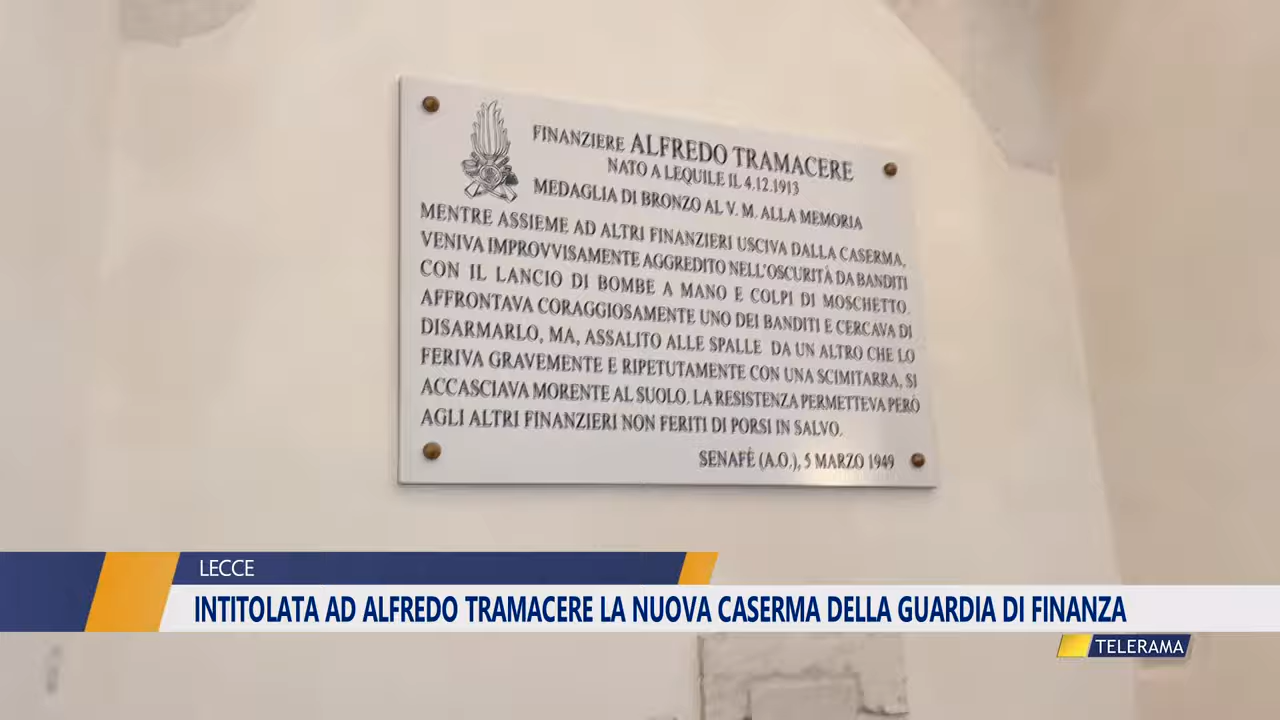 FINANZIERE ALFREDO TRAMACERE
NATO A LEQUILE IL 4.12.1913
MEDAGLIA DI BRONZO AL V. M. ALLA MEMORIA
MENTRE ASSIEME AD ALTRI FINANZIERI USCIVA DALLA CASERMA,
VENIVA IMPROVVISAMENTE AGGREDITO NELL'OSCURITÀ DA BANDITI
CON IL LANCIO DI BOMBE A MANO E COLPI DI MOSCHETTO.
AFFRONTAVA CORAGGIOSAMENTE UNO DEI BANDITI E CERCAVA DI
DISARMARLO, MA, ASSALITO ALLE SPALLE DA UN ALTRO CHE LO
FERIVA GRAVEMENTE E RIPETUTAMENTE CON UNA SCIMITARRA, SI
ACCASCIAVA MORENTE AL SUOLO. LA RESISTENZA PERMETTEVA PERÒ
AGLI ALTRI FINANZIERI NON FERITI DI PORSI IN SALVO.
SENAFÈ (A.O.), 5 MARZO 1949
LECCE
INTITOLATA AD ALFREDO TRAMACERE LA NUOVA CASERMA DELLA GUARDIA DI FINANZA
TELERAMA